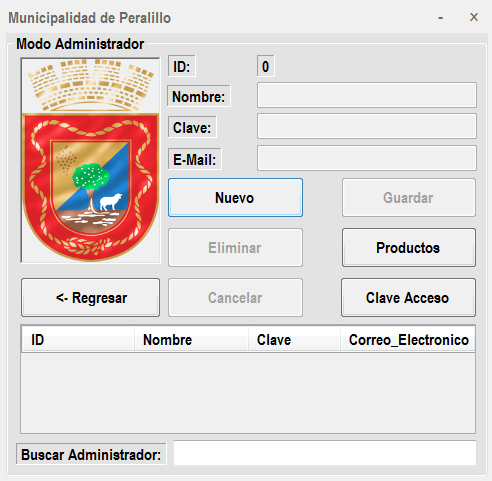 Municipalidad de Peralillo - x
Modo Administrador
ID: 0
Nombre:
Clave:
E-Mail:
Nuevo Guardar
Eliminar Productos
<- Regresar Cancelar Clave Acceso
ID Nombre Clave Correo_Electronico
Buscar Administrador: